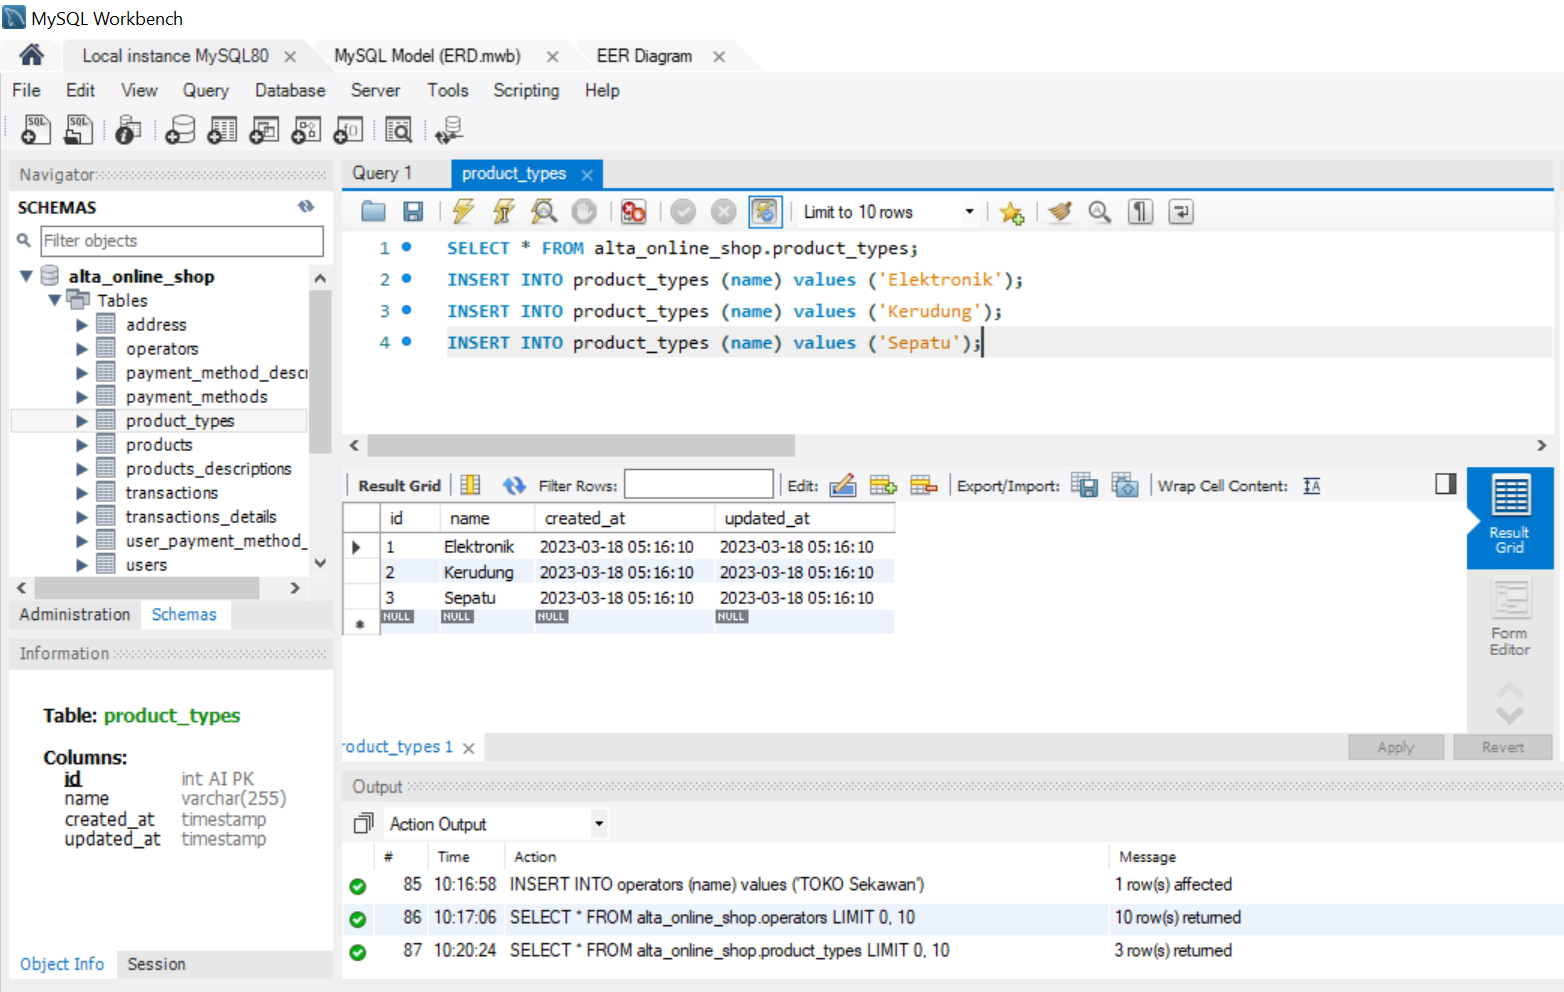 MySQL Workbench
Local instance MySQL80 MySQL Model (ERD.mwb) EER Diagram
File Edit View Query Database Server Tools Scripting Help
Navigator
SCHEMAS
Filter objects
alta_online_shop
Tables
address
operators
payment_method_descr
payment_methods
product_types
products
products_descriptions
transactions
transactions_details
user_payment_method_
users
Administration Schemas
Information
Table: product_types
Columns:
id int AI PK
name varchar(255)
created_at timestamp
updated_at timestamp
Object Info Session
Query 1 product_types
Limit to 10 rows
1 SELECT * FROM alta_online_shop.product_types;
2 INSERT INTO product_types (name) values ('Elektronik');
3 INSERT INTO product_types (name) values ('Kerudung');
4 INSERT INTO product_types (name) values ('Sepatu');
Result Grid Filter Rows: Edit: Export/Import: Wrap Cell Content:
id name created_at updated_at
1 Elektronik 2023-03-18 05:16:10 2023-03-18 05:16:10
2 Kerudung 2023-03-18 05:16:10 2023-03-18 05:16:10
3 Sepatu 2023-03-18 05:16:10 2023-03-18 05:16:10
NULL NULL NULL NULL
Result
Grid
Form
Editor
roduct_types 1 Apply Revert
Output
Action Output
# Time Action Message
85 10:16:58 INSERT INTO operators (name) values ('TOKO Sekawan') 1 row(s) affected
86 10:17:06 SELECT * FROM alta_online_shop.operators LIMIT 0, 10 10 row(s) returned
87 10:20:24 SELECT * FROM alta_online_shop.product_types LIMIT 0, 10 3 row(s) returned